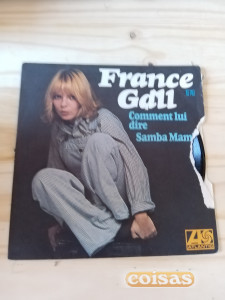 France
Gall
Comment lui
dire
Samba Mam
ATLANTIC
coisas